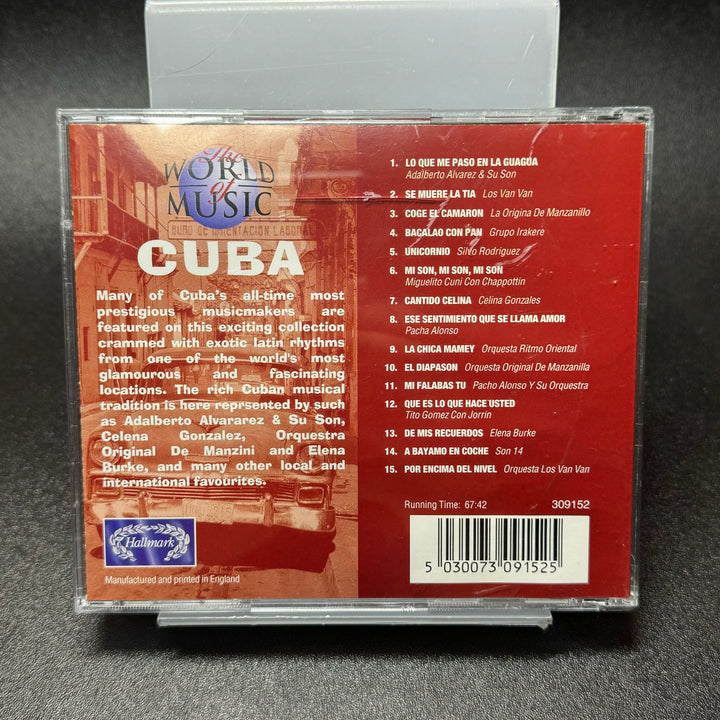 The
WORLD
of
MUSIC
BURO DE ORIENTACION LABORAL
CUBA
Many of Cuba's all-time most
prestigious musicmakers are
featured on this exciting collection
crammed with exotic latin rhythms
from one of the world's most
glamourous and fascinating
locations. The rich Cuban musical
tradition is here reprsented by such
as Adalberto Alvararez & Su Son,
Celena Gonzalez, Orquestra
Original De Manzini and Elena
Burke, and many other local and
international favourites.
Hallmark
Manufactured and printed in England
1. LO QUE ME PASO EN LA GUAGUA
Adalberto Alvarez & Su Son
2. SE MUERE LA TIA Los Van Van
3. COGE EL CAMARON La Origina De Manzanillo
4. BACALAO CON PAN Grupo Irakere
5. UNICORNIO Silvo Rodriguez
6. MI SON, MI SON, MI SON
Miguelito Cuni Con Chappottin
7. CANTIDO CELINA Celina Gonzales
8. ESE SENTIMIENTO QUE SE LLAMA AMOR
Pacha Alonso
9. LA CHICA MAMEY Orquesta Ritmo Oriental
10. EL DIAPASON Orquesta Original De Manzanilla
11. MI FALABAS TU Pacho Alonso Y Su Orquestra
12. QUE ES LO QUE HACE USTED
Tito Gomez Con Jorrin
13. DE MIS RECUERDOS Elena Burke
14. A BAYAMO EN COCHE Son 14
15. POR ENCIMA DEL NIVEL Orquesta Los Van Van
Running Time: 67:42 309152
5 030073 091525